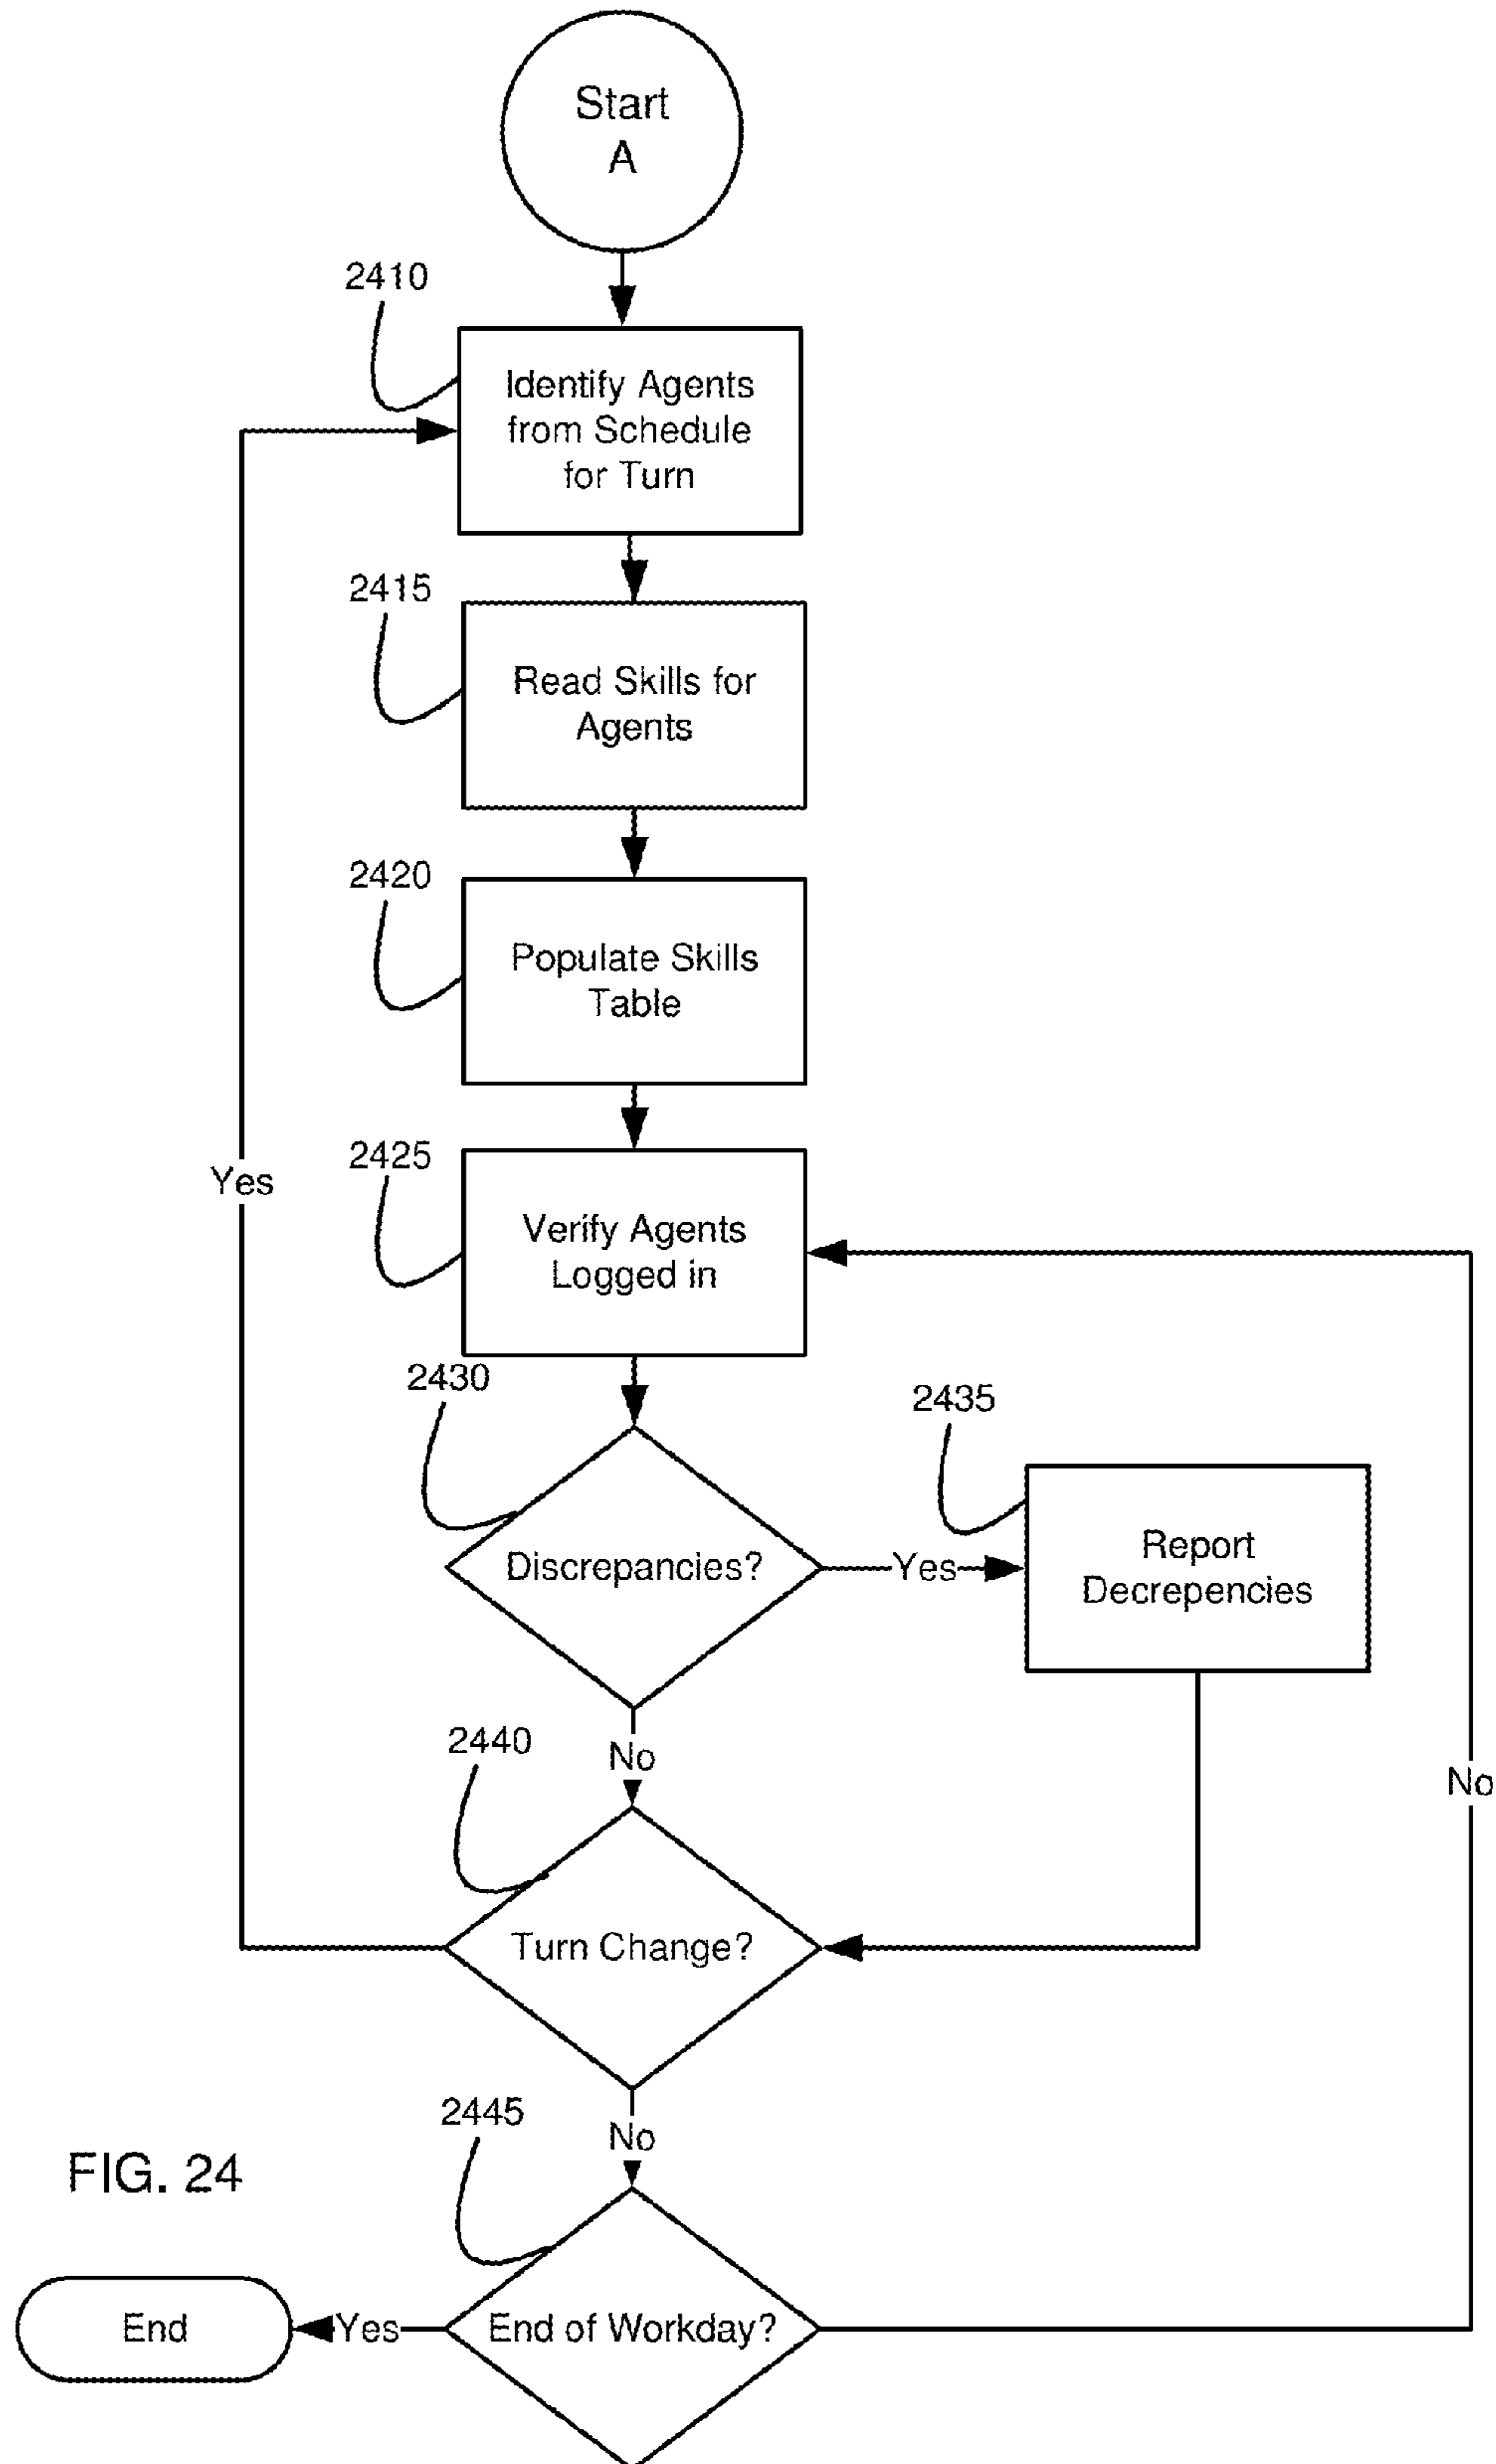 Start
A
2410
Identify Agents
from Schedule
for Turn
2415
Read Skills for
Agents
2420
Populate Skills
Table
Yes
2425
Verify Agents
Logged in
2430
2435
Discrepancies?
Yes
Report
Decrepencies
2440
No
No
Turn Change?
2445
No
FIG. 24
End
Yes
End of Workday?